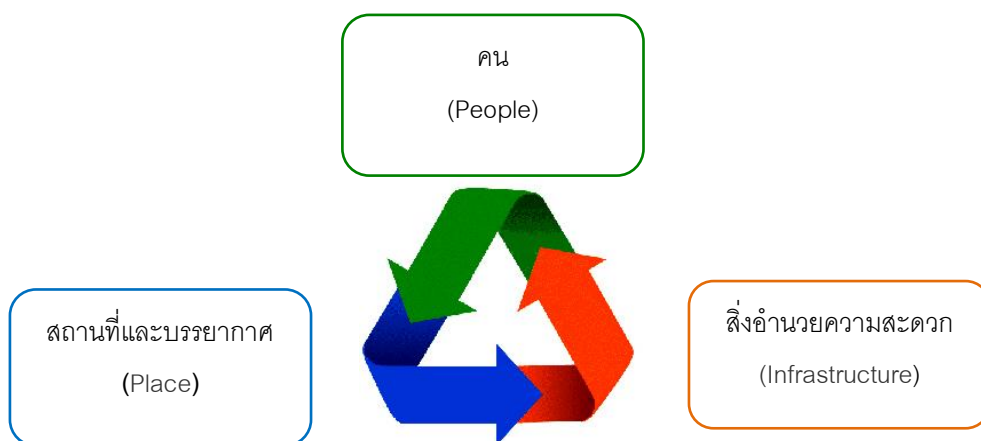 คน
(People)
สถานที่และบรรยากาศ
(Place)
สิ่งอำนวยความสะดวก
(Infrastructure)